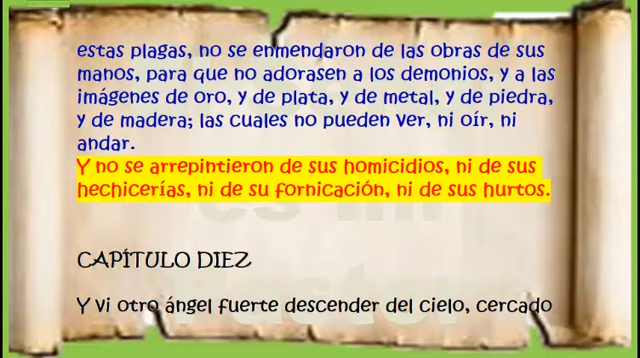 estas plagas, no se enmendaron de las obras de sus
manos, para que no adorasen a los demonios, y a las
imágenes de oro, y de plata, y de metal, y de piedra,
y de madera; las cuales no pueden ver, ni oír, ni
andar.
Y no se arrepintieron de sus homicidios, ni de sus
hechicerías, ni de su fornicación, ni de sus hurtos.
CAPÍTULO DIEZ
Y vi otro ángel fuerte descender del cielo, cercado